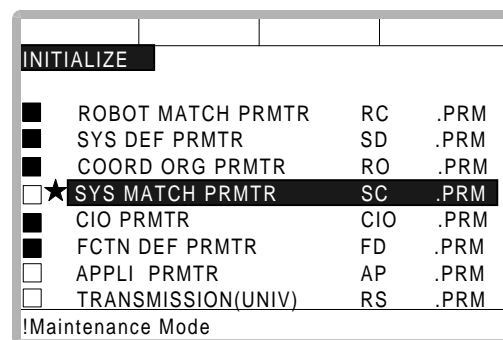 INITIALIZE
ROBOT MATCH PRMTR RC .PRM
SYS DEF PRMTR SD .PRM
COORD ORG PRMTR RO .PRM
SYS MATCH PRMTR SC .PRM
CIO PRMTR CIO .PRM
FCTN DEF PRMTR FD .PRM
APPLI PRMTR AP .PRM
TRANSMISSION(UNIV) RS .PRM
!Maintenance Mode